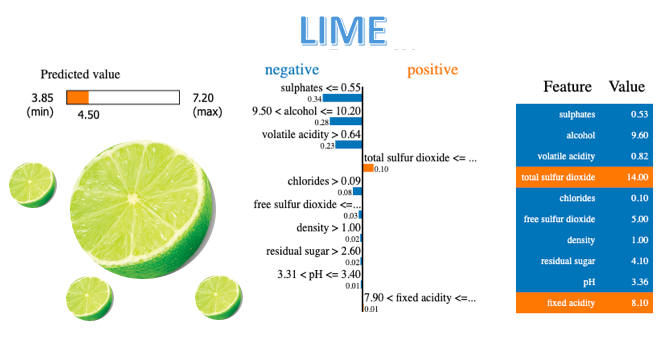 LIME
Predicted value
3.85
(min)
7.20
(max)
4.50
negative
positive
sulphates <= 0.55
0.34
9.50 < alcohol <= 10.20
0.28
volatile acidity > 0.64
0.23
total sulfur dioxide <= ...
0.10
chlorides > 0.09
0.08
free sulfur dioxide <=...
0.03
density > 1.00
0.02
residual sugar > 2.60
0.02
3.31 < pH <= 3.40
0.01
7.90 < fixed acidity <=...
0.01
Feature Value
sulphates 0.53
alcohol 9.60
volatile acidity 0.82
total sulfur dioxide 14.00
chlorides 0.10
free sulfur dioxide 5.00
density 1.00
residual sugar 4.10
pH 3.36
fixed acidity 8.10